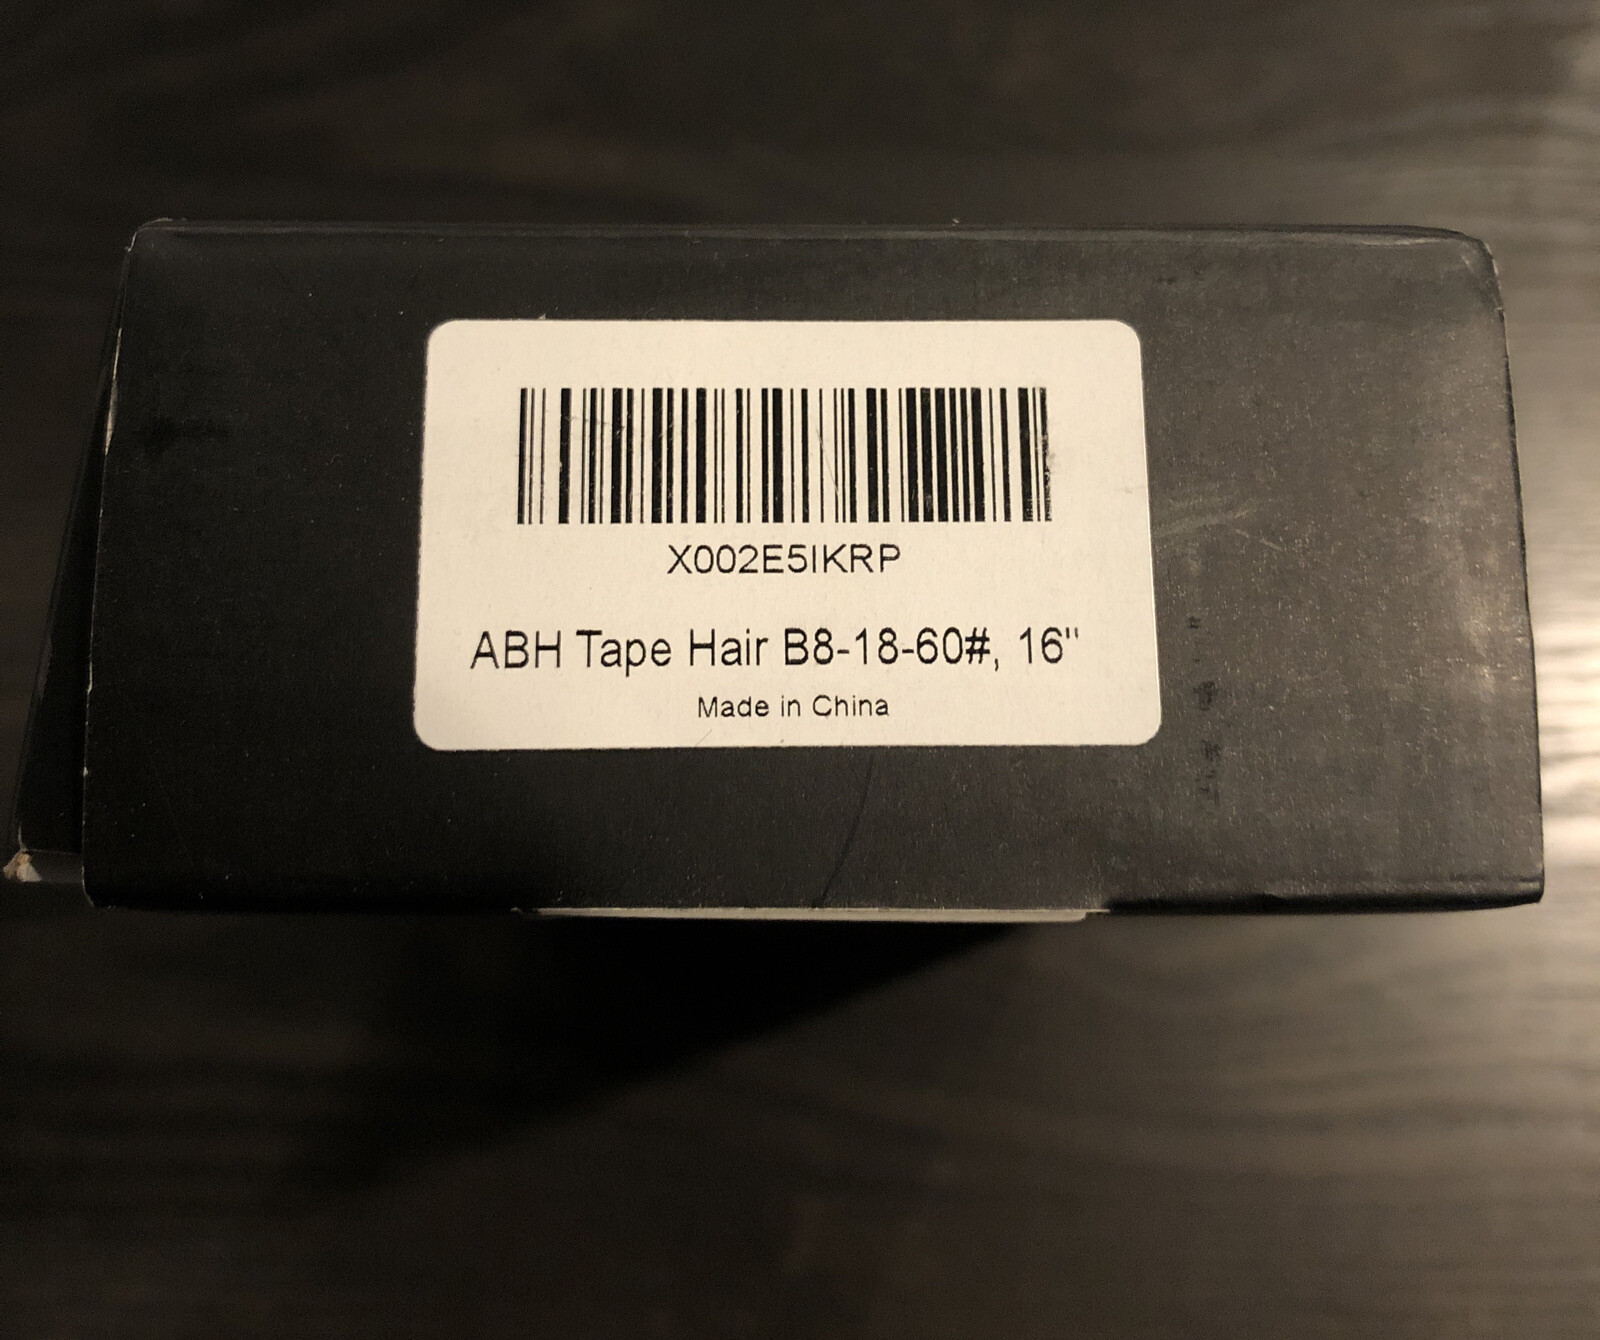 X002E5IKRP
ABH Tape Hair B8-18-60#, 16"
Made in China